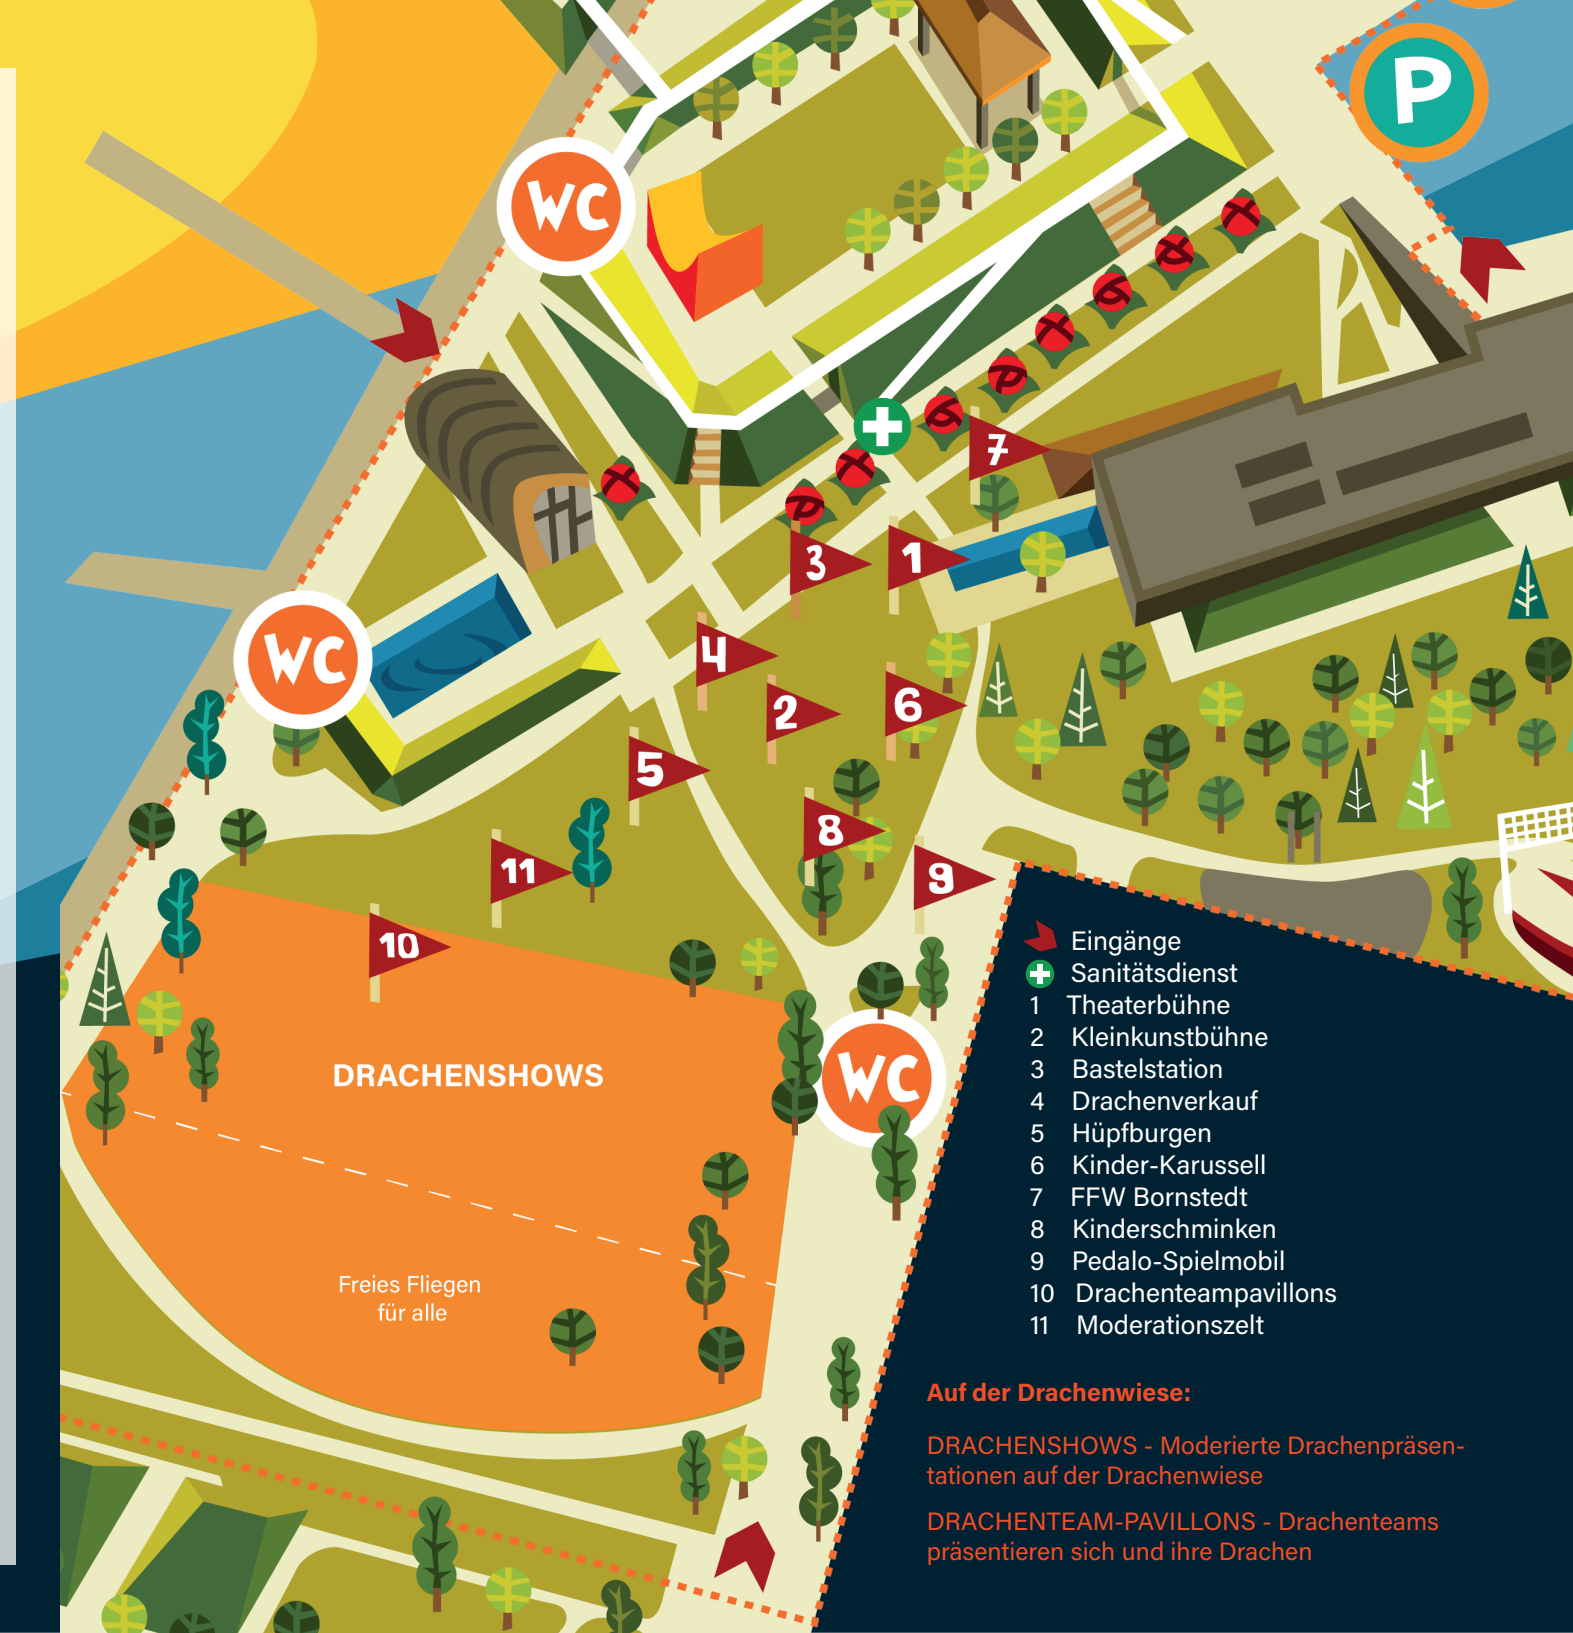 P
WC
7
3
1
4
WC
2
6
5
8
11
9
10
DRACHENSHOWS
WC
Freies Fliegen
für alle
Eingänge
Sanitätsdienst
1 Theaterbühne
2 Kleinkunstbühne
3 Bastelstation
4 Drachenverkauf
5 Hüpfburgen
6 Kinder-Karussell
7 FFW Bornstedt
8 Kinderschminken
9 Pedalo-Spielmobil
10 Drachenteampavillons
11 Moderationszelt
Auf der Drachenwiese:
DRACHENSHOWS - Moderierte Drachenpräsen-
tationen auf der Drachenwiese
DRACHENTEAM-PAVILLONS - Drachenteams
präsentieren sich und ihre Drachen